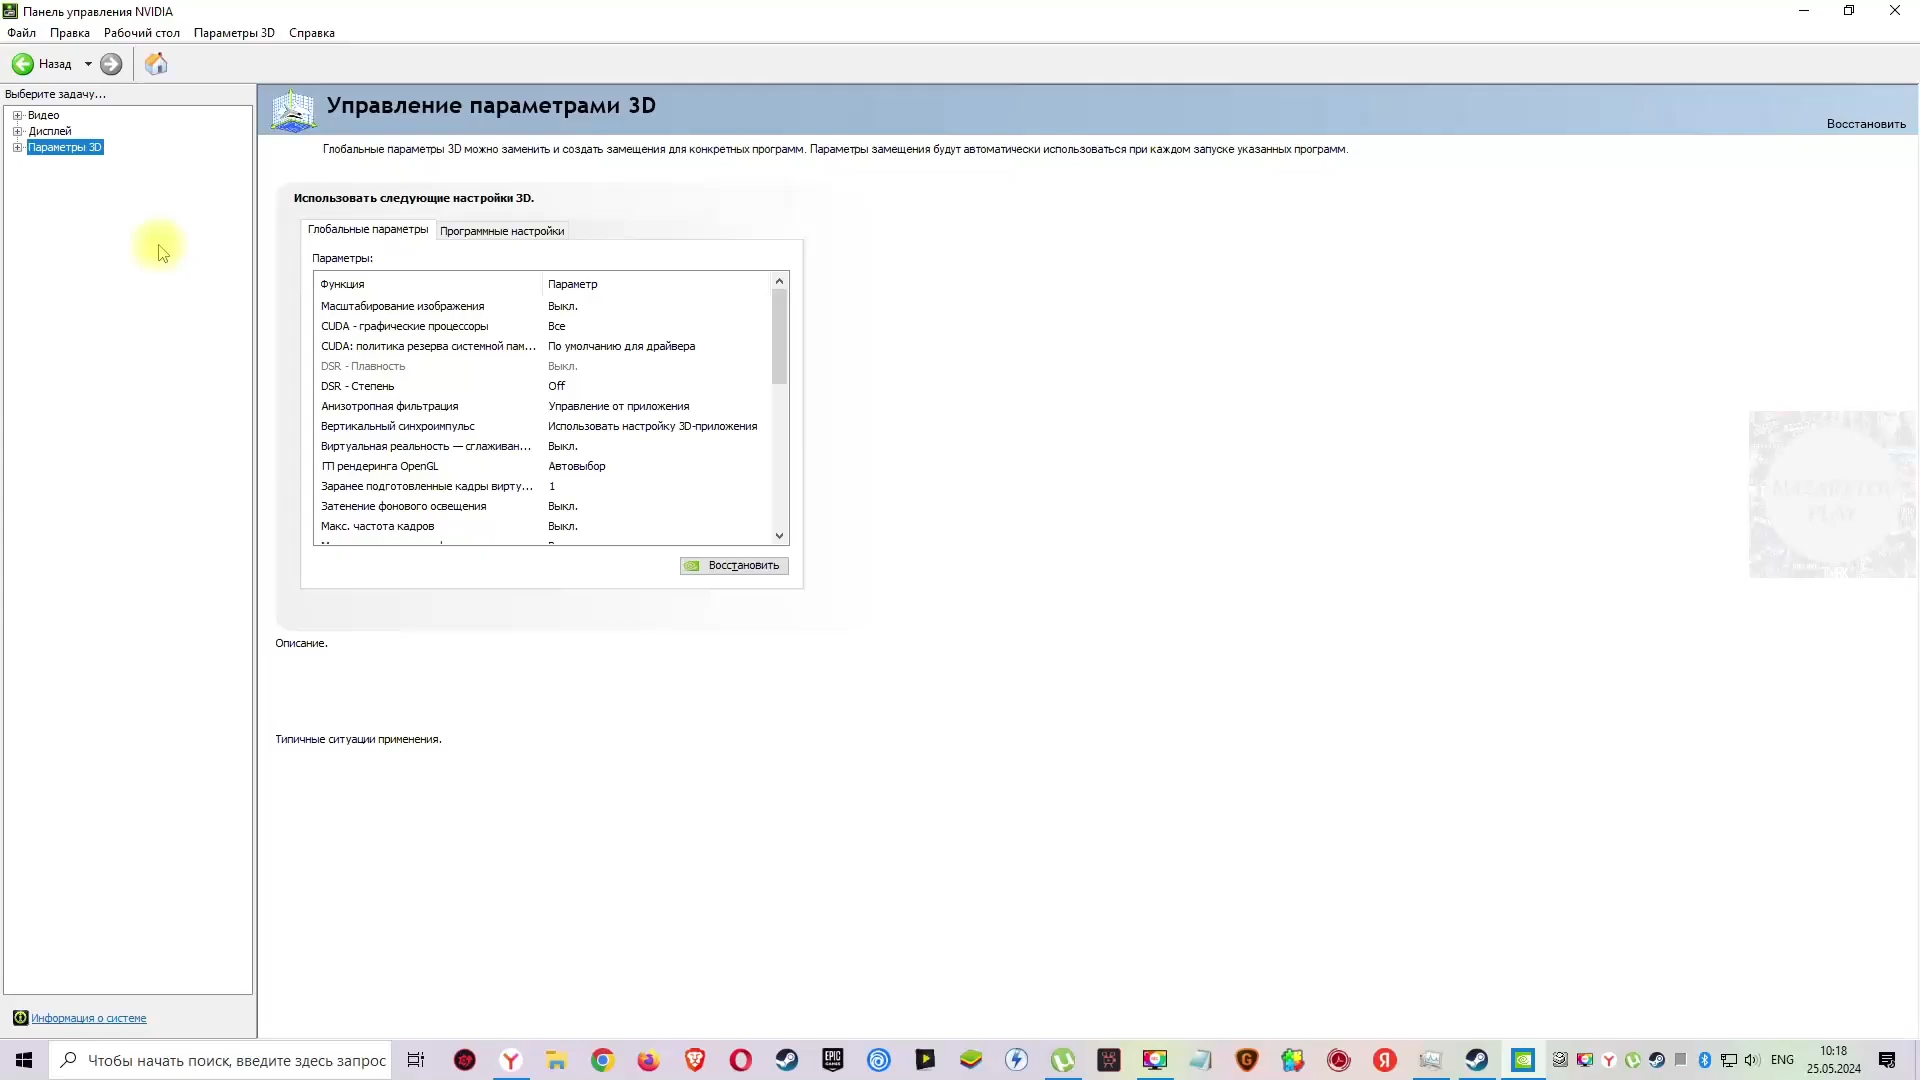 Панель управления NVIDIA
Файл Правка Рабочий стол Параметры 3D Справка
Назад
Выберите задачу...
Видео
Дисплей
Параметры 3D
Управление параметрами 3D
Восстановить
Глобальные параметры 3D можно заменить и создать замещения для конкретных программ. Параметры замещения будут автоматически использоваться при каждом запуске указанных программ.
Использовать следующие настройки 3D.
Глобальные параметры Программные настройки
Параметры:
Функция Параметр
Масштабирование изображения Выкл.
CUDA - графические процессоры Все
CUDA: политика резерва системной пам... По умолчанию для драйвера
DSR - Плавность Выкл.
DSR - Степень Off
Анизотропная фильтрация Управление от приложения
Вертикальный синхроимпульс Использовать настройку 3D-приложения
Виртуальная реальность — сглаживан... Выкл.
ГП рендеринга OpenGL Автовыбор
Заранее подготовленные кадры вирту... 1
Затенение фонового освещения Выкл.
Макс. частота кадров Выкл.
Восстановить
Описание.
Типичные ситуации применения.
Информация о системе
Чтобы начать поиск, введите здесь запрос
EPIC GAMES
ENG
10:18
25.05.2024